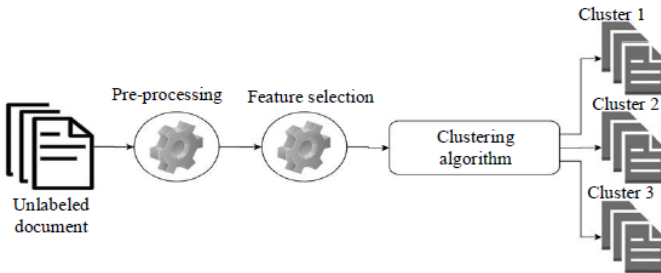 Cluster 1
Pre-processing
Feature selection
Cluster 2
Clustering
algorithm
Cluster 3
Unlabeled
document